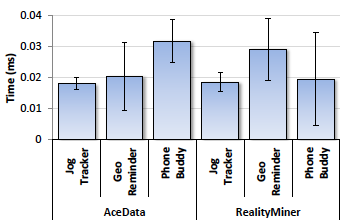 0.04
0.03
0.02
0.01
0
Time (ms)
Jog
Tracker
Geo
Reminder
Phone
Buddy
Jog
Tracker
Geo
Reminder
Phone
Buddy
AceData
RealityMiner